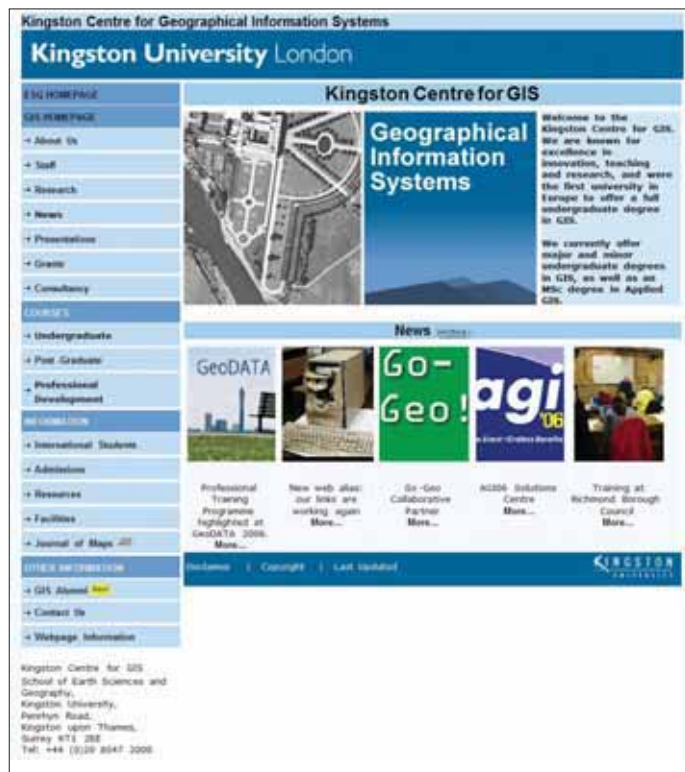 Kingston Centre for Geographical Information Systems
Kingston University London
ESG HOMEPAGE
GIS HOMEPAGE
→ About Us
→ Staff
→ Research
→ News
→ Presentations
→ Grants
→ Consultancy
COURSES
→ Undergraduate
→ Post Graduate
→ Professional
Development
INFORMATION
→ International Students
→ Admissions
→ Resources
→ Facilities
→ Journal of Maps
OTHER INFORMATION
→ GIS Alumni
→ Contact Us
→ Webpage Information
Kingston Centre for GIS
School of Earth Sciences and
Geography,
Kingston University,
Penrhyn Road,
Kingston upon Thames,
Surrey KT1 2EE
Tel: +44 (0)20 8047 2000
Kingston Centre for GIS
Geographical
Information
Systems
Welcome to the
Kingston Centre for GIS.
We are known for
excellence in
innovation, teaching
and research, and were
the first university in
Europe to offer a full
undergraduate degree
in GIS.
We currently offer
major and minor
undergraduate degrees
in GIS, as well as an
MSc degree in Applied
GIS.
News
GeoDATA
Professional
Training
Programme
highlighted at
GeoDATA 2006.
More...
New web alias:
our links are
working again
More...
Go-
Geo!
Go-Geo
Collaborative
Partner
More...
agi
'06
AGI06 Solutions
Centre
More...
Training at
Richmond Borough
Council
More...
Disclaimer | Copyright | Last Updated
KINGSTON
UNIVERSITY